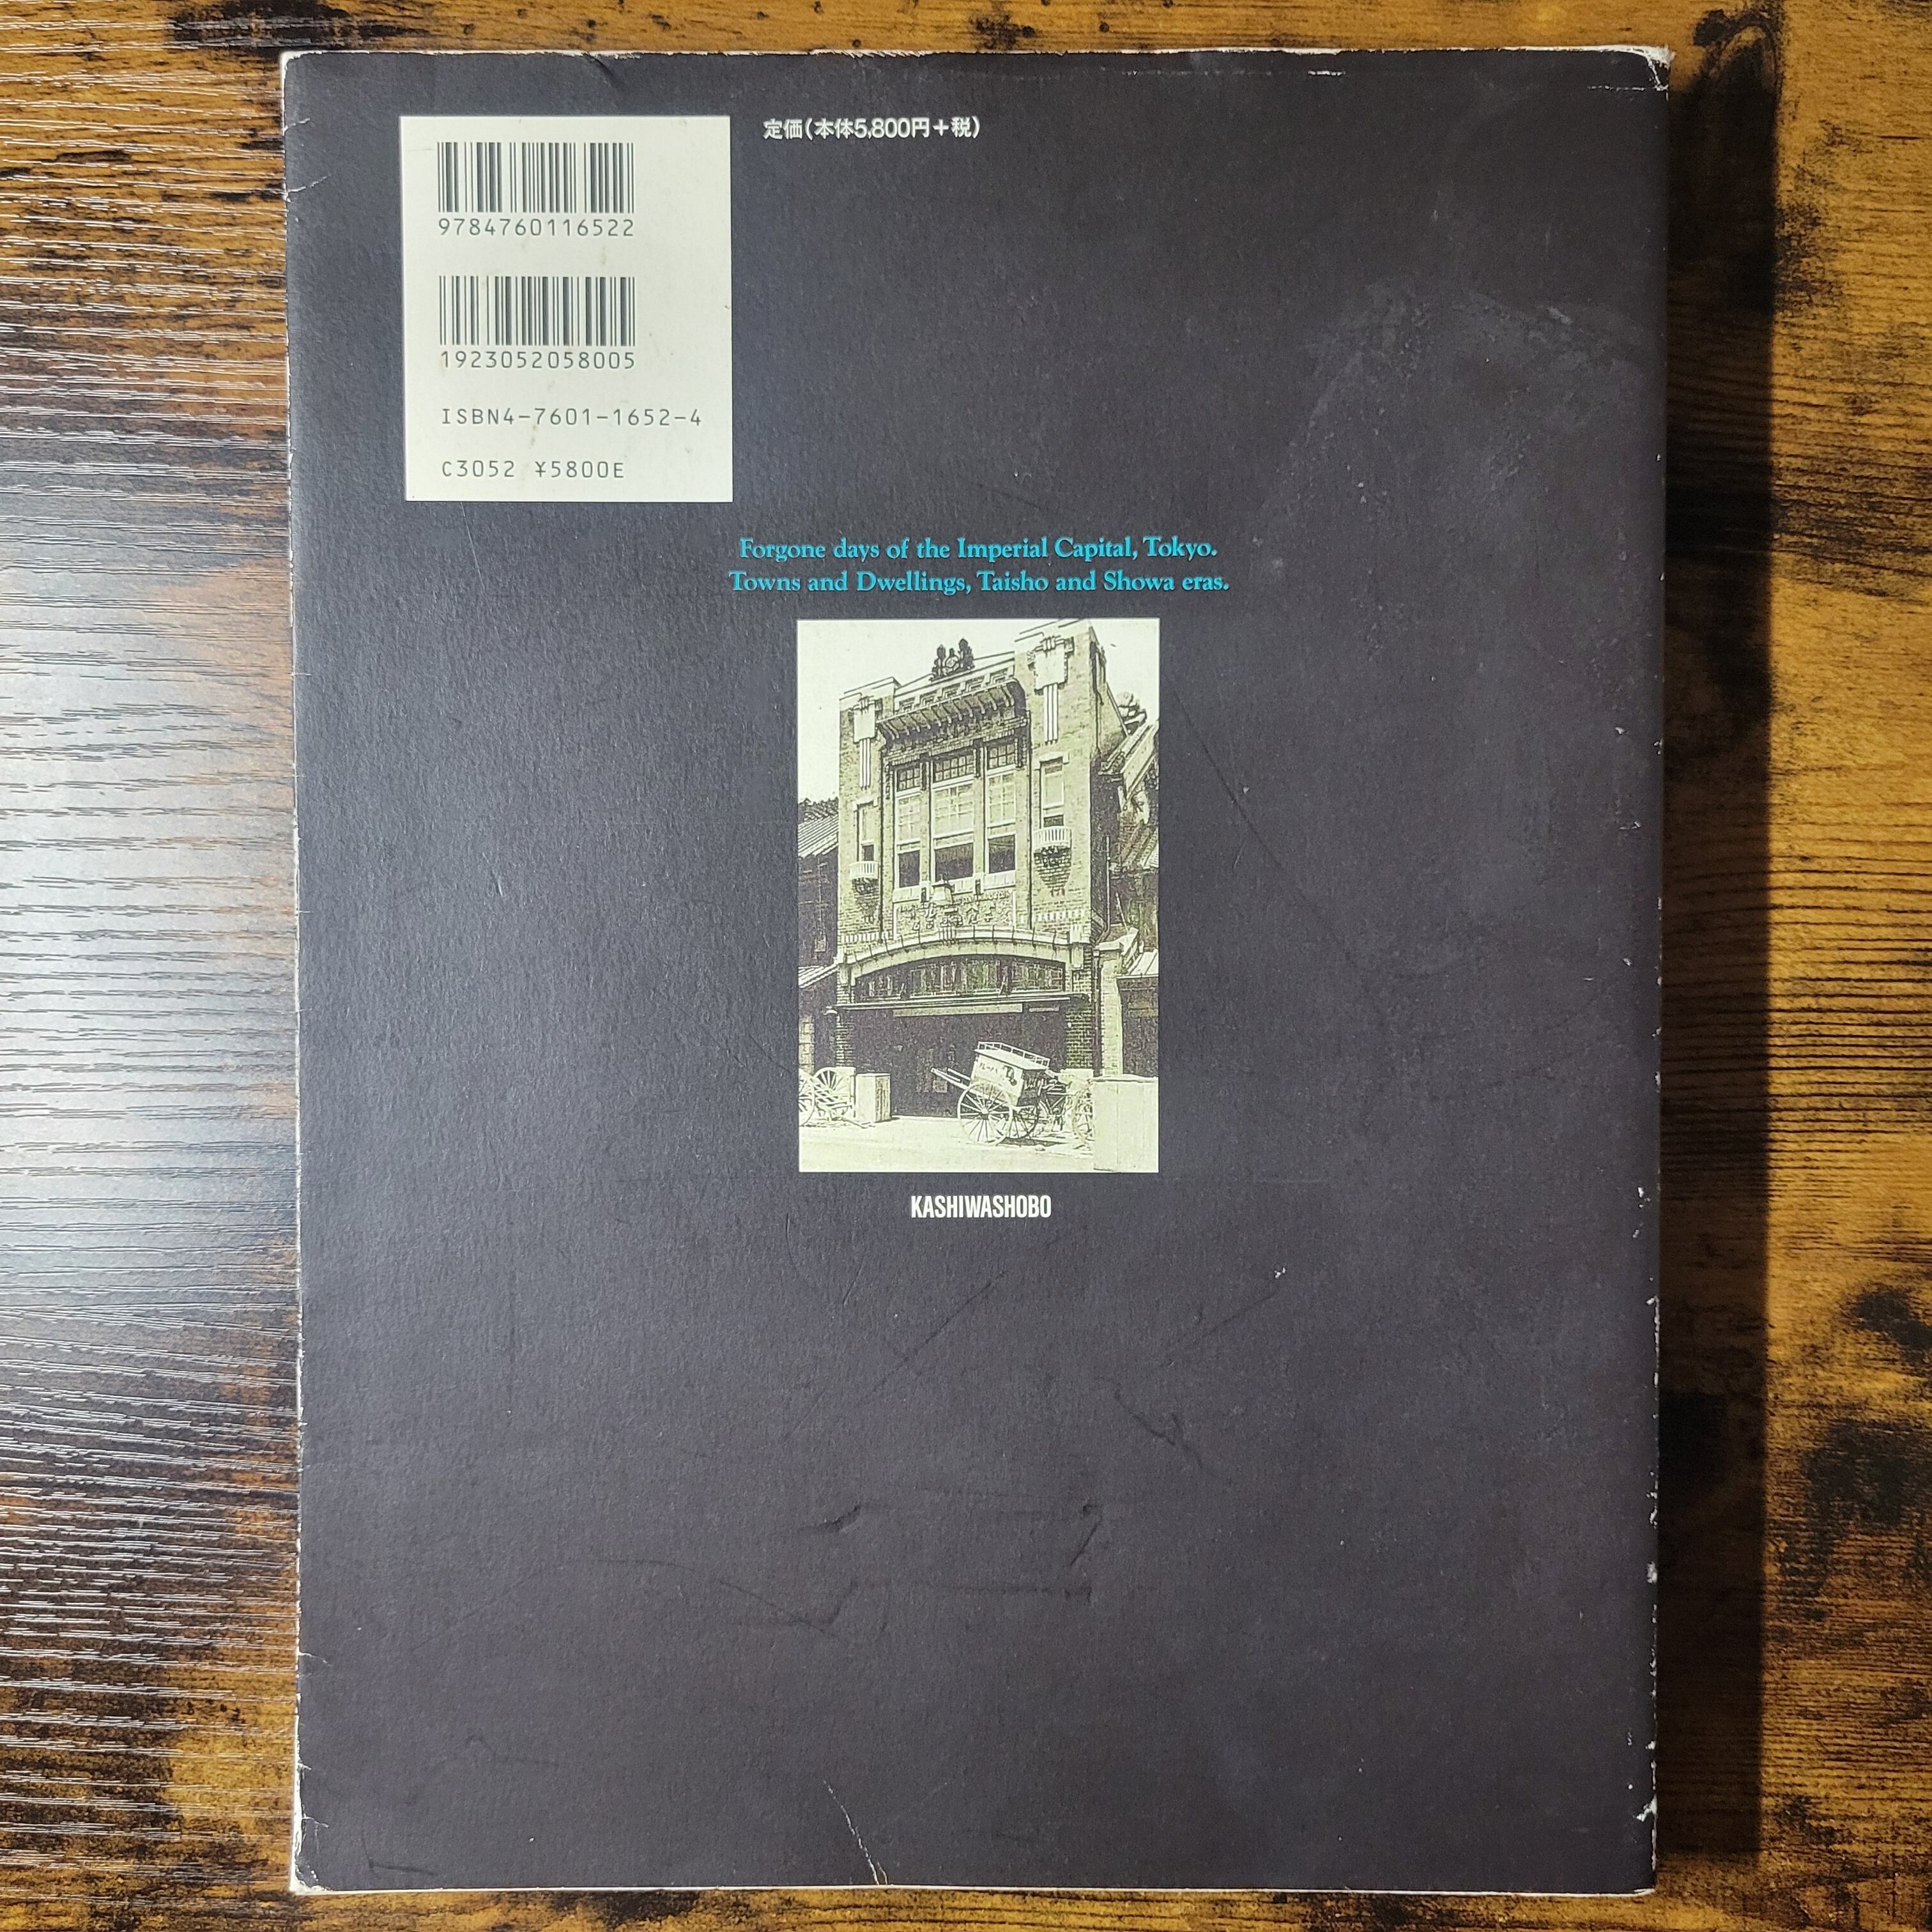 9784760116522
1923052058005
ISBN4-7601-1652-4
C3052 ¥5800E
定価(本体5,800円+税)
Forgone days of the Imperial Capital, Tokyo.
Towns and Dwellings, Taisho and Showa eras.
KASHIWASHOBO